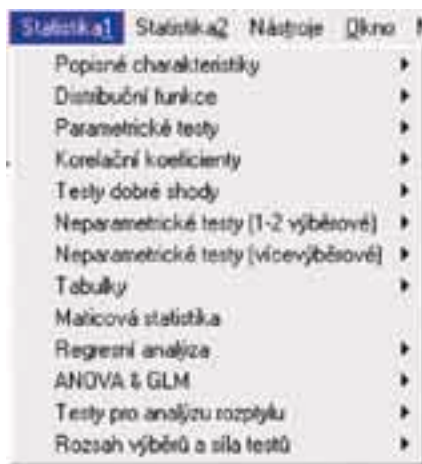 Statistika1 Statistika2 Nástroje Okno
Popisné charakteristiky
Distribuční funkce
Parametrické testy
Korelační koeficienty
Testy dobré shody
Neparametrické testy (1-2 výběrové)
Neparametrické testy (vícevýběrové)
Tabulky
Maticová statistika
Regresní analýza
ANOVA & GLM
Testy pro analýzu rozptylu
Rozsah výběrů a síla testů